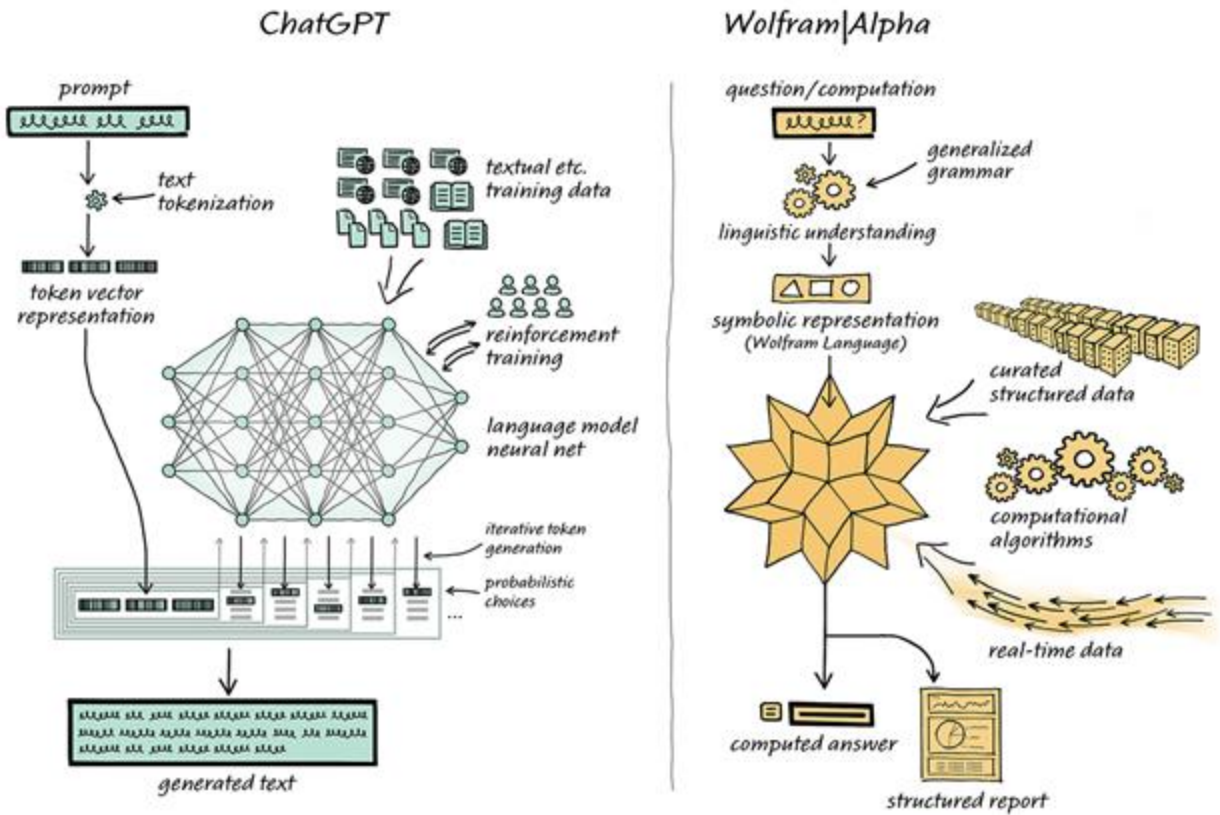 ChatGPT
prompt
text
tokenization
token vector
representation
textual etc.
training data
reinforcement
training
language model
neural net
iterative token
generation
probabilistic
choices
...
generated text
Wolfram|Alpha
question/computation
?
generalized
grammar
linguistic understanding
symbolic representation
(Wolfram Language)
curated
structured data
computational
algorithms
real-time data
computed answer
structured report